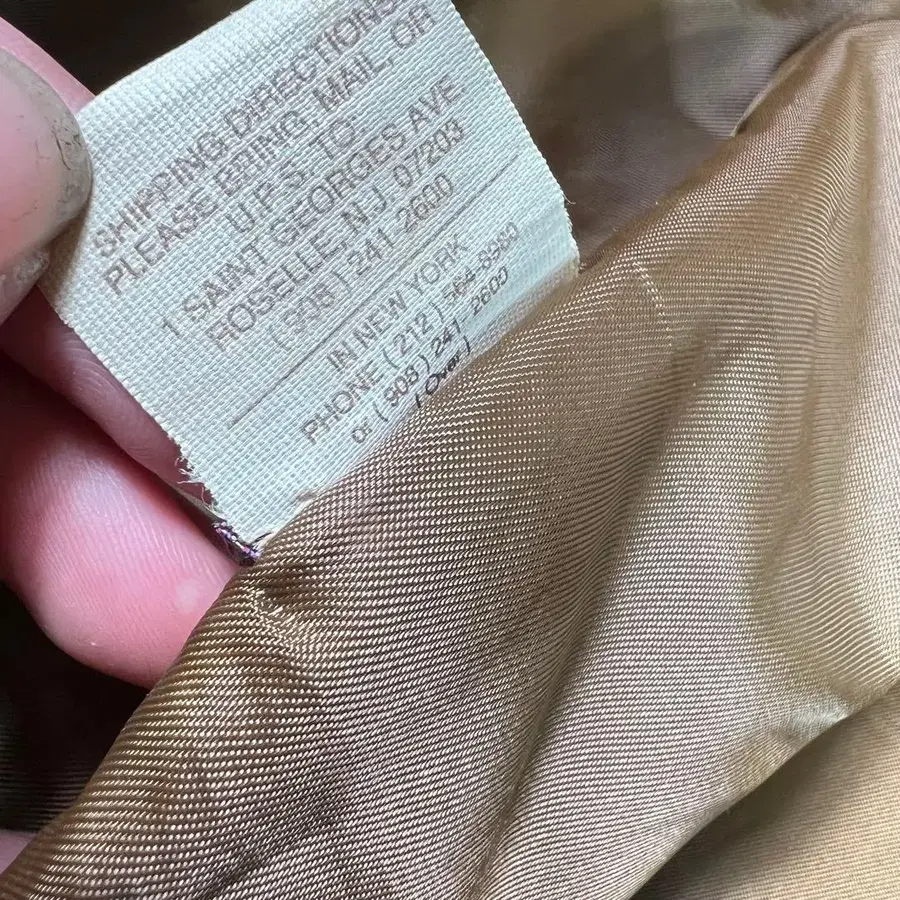 SHIPPING DIRECTIONS
PLEASE BRING, MAIL, OR
U.P.S. TO:
1 SAINT GEORGES AVE
ROSELLE, N.J. 07203
(908) 241 2600
IN NEW YORK
PHONE (212)
Or (908) 241 2600
(Over)